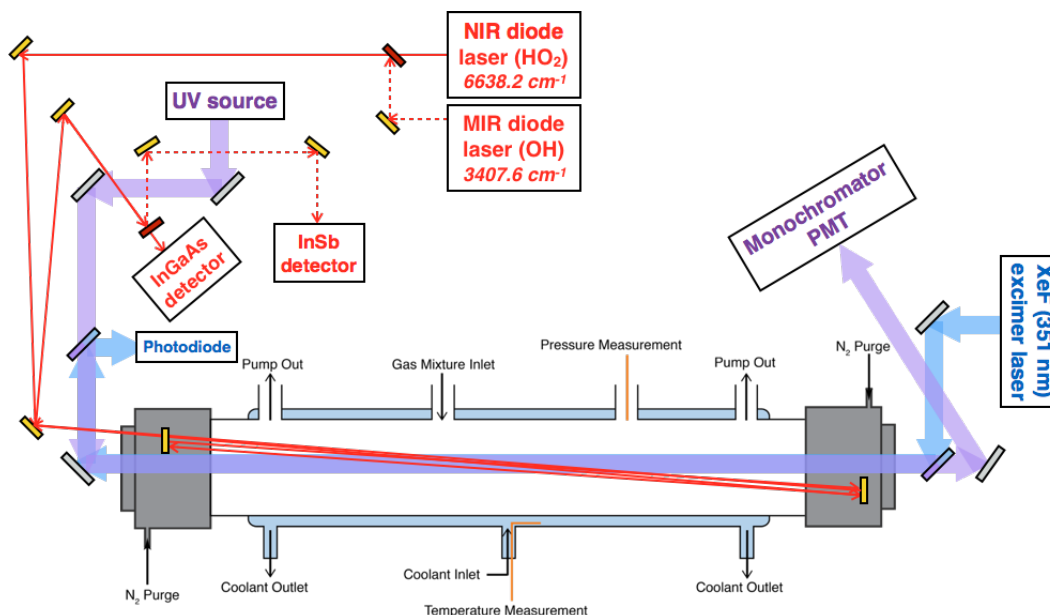 NIR diode
laser (HO₂)
6638.2 cm⁻¹
UV source
MIR diode
laser (OH)
3407.6 cm⁻¹
InSb
detector
InGaAs
detector
Monochromator
PMT
XeF (351 nm)
excimer laser
Photodiode
Pump Out
Gas Mixture Inlet
Pressure Measurement
Pump Out
N₂ Purge
N₂ Purge
Coolant Outlet
Coolant Inlet
Coolant Outlet
Temperature Measurement